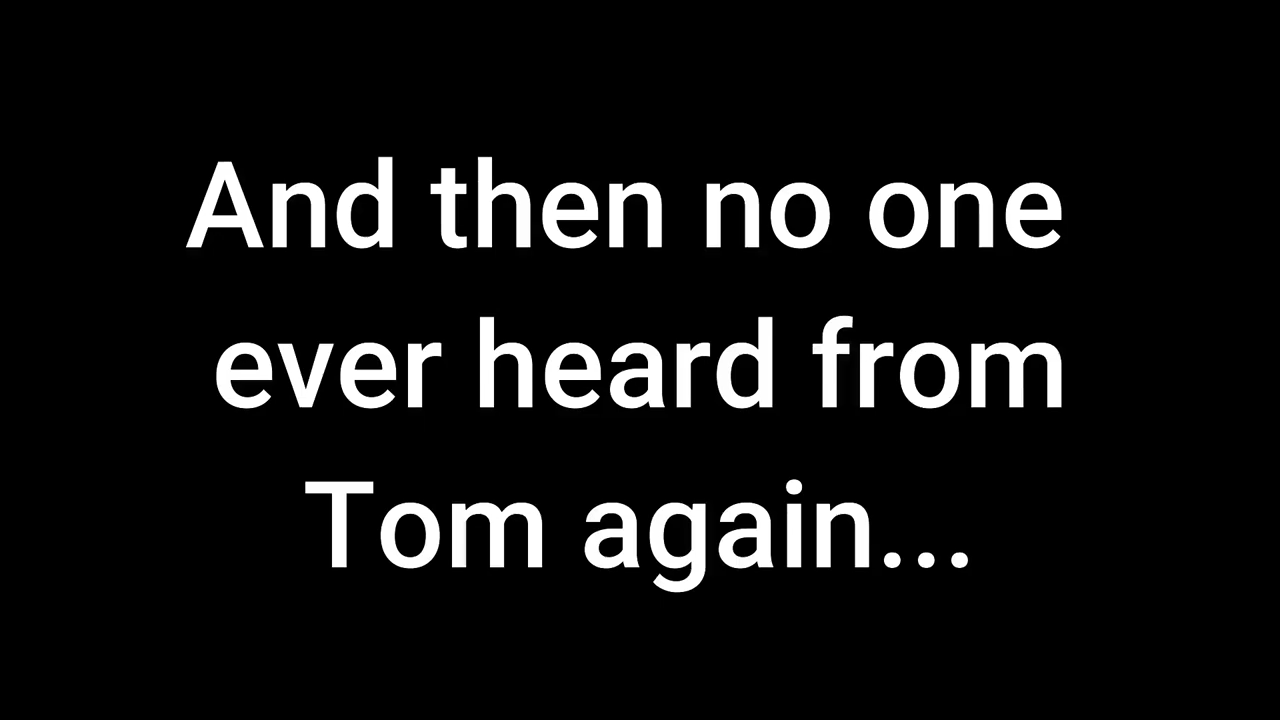 And then no one
ever heard from
Tom again...